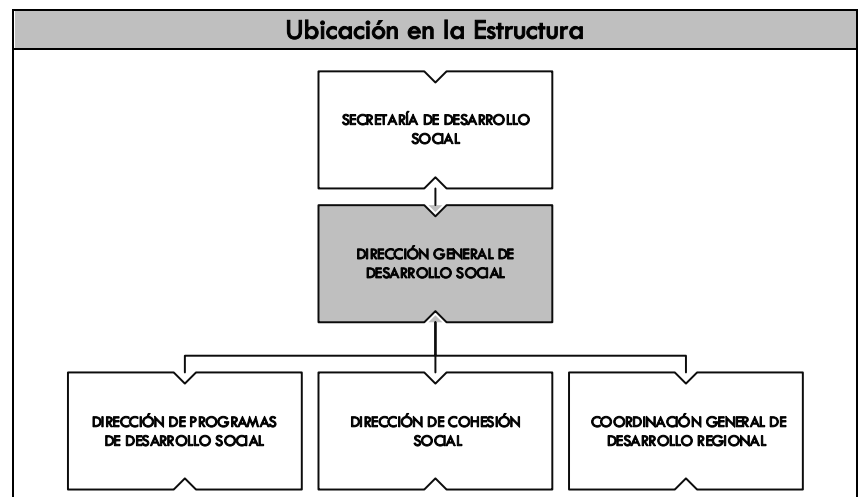 Ubicación en la Estructura
SECRETARÍA DE DESARROLLO
SOCIAL
DIRECCIÓN GENERAL DE
DESARROLLO SOCIAL
DIRECCIÓN DE PROGRAMAS
DE DESARROLLO SOCIAL
DIRECCIÓN DE COHESIÓN
SOCIAL
COORDINACIÓN GENERAL DE
DESARROLLO REGIONAL